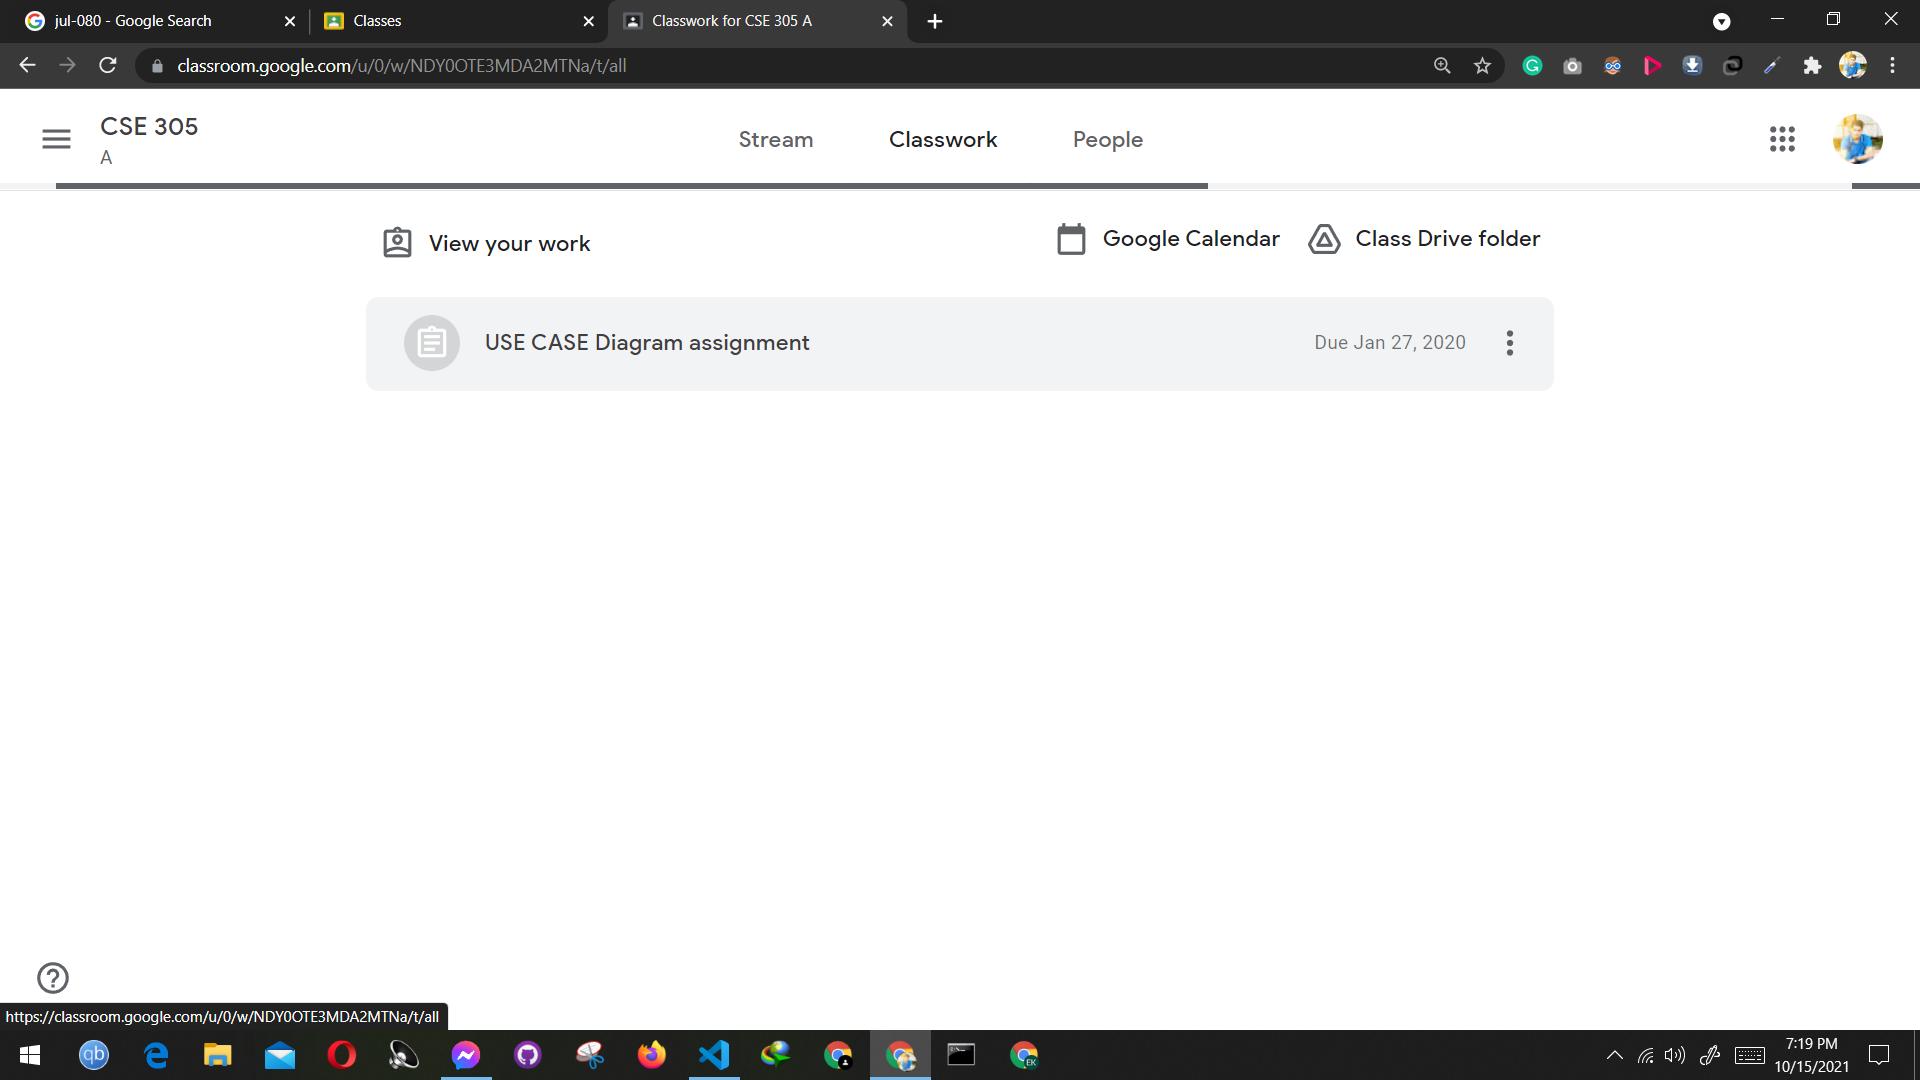 jul-080 - Google Search
Classes
Classwork for CSE 305 A
classroom.google.com/u/0/w/NDY0OTE3MDA2MTNa/t/all
CSE 305
A
Stream
Classwork
People
View your work
Google Calendar
Class Drive folder
USE CASE Diagram assignment
Due Jan 27, 2020
https://classroom.google.com/u/0/w/NDY0OTE3MDA2MTNa/t/all
qb
EK
7:19 PM
10/15/2021